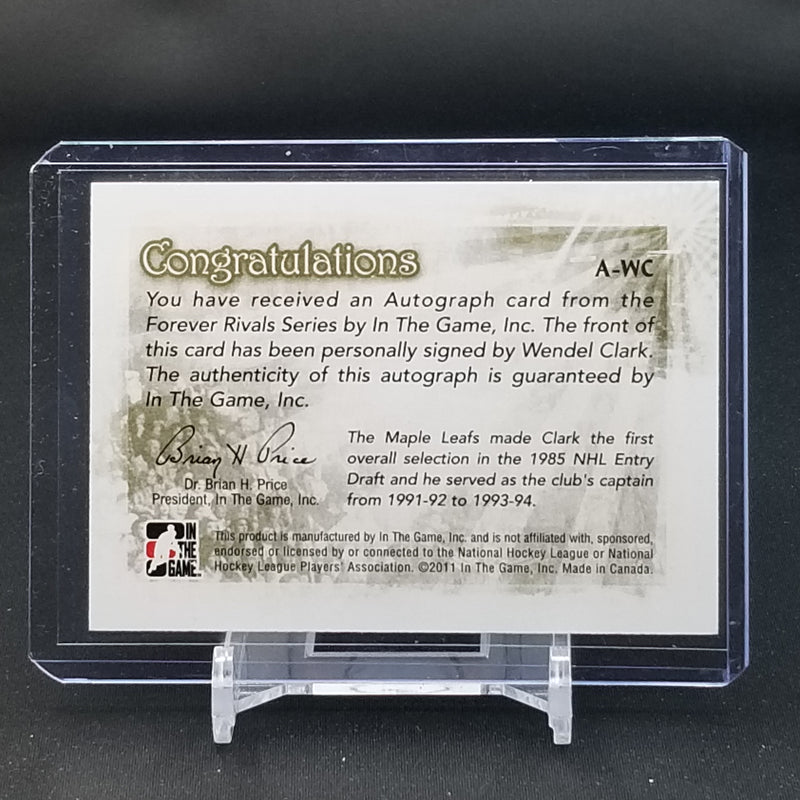 Congratulations
A-WC
You have received an Autograph card from the
Forever Rivals Series by In The Game, Inc. The front of
this card has been personally signed by Wendel Clark.
The authenticity of this autograph is guaranteed by
In The Game, Inc.
Brian H Price
Dr. Brian H. Price
President, In The Game, Inc.
The Maple Leafs made Clark the first
overall selection in the 1985 NHL Entry
Draft and he served as the club's captain
from 1991-92 to 1993-94.
IN
THE
GAME
This product is manufactured by In The Game, Inc. and is not affiliated with, sponsored,
endorsed or licensed by or connected to the National Hockey League or National
Hockey League Players' Association. ©2011 In The Game, Inc. Made in Canada.